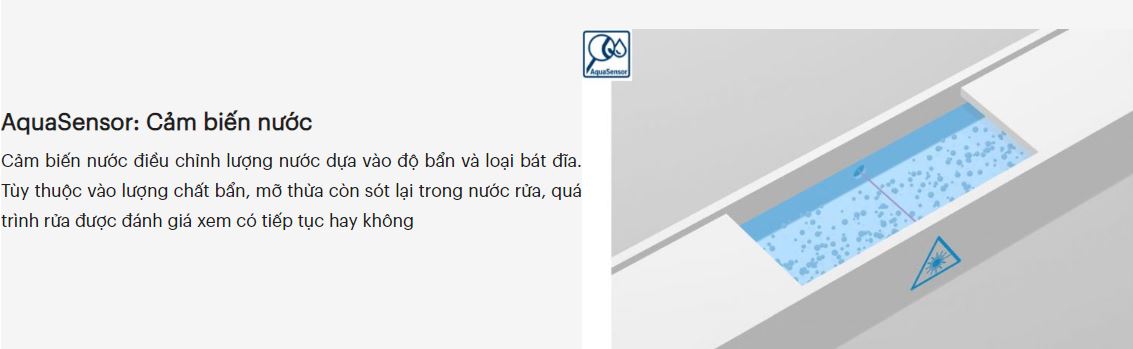 AquaSensor
AquaSensor: Cảm biến nước
Cảm biến nước điều chỉnh lượng nước dựa vào độ bẩn và loại bát đĩa.
Tùy thuộc vào lượng chất bẩn, mỡ thừa còn sót lại trong nước rửa, quá
trình rửa được đánh giá xem có tiếp tục hay không